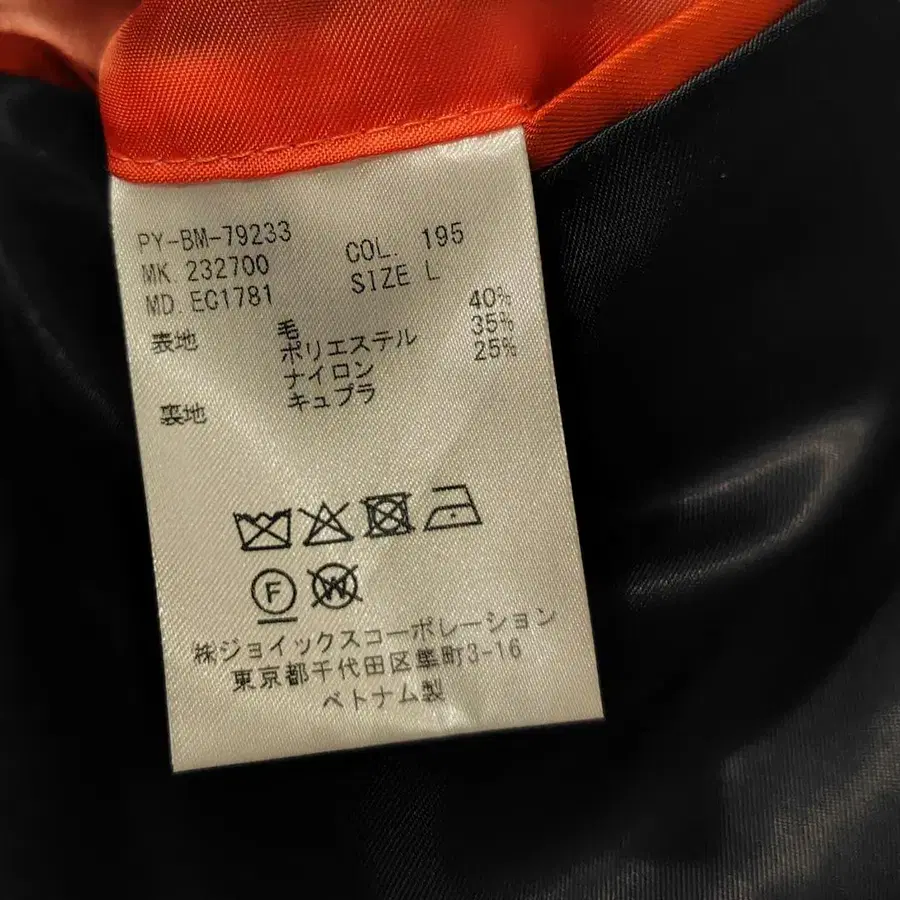 PY-BM-79233
MK. 232700 COL. 195
MD. EC1781 SIZE L
表地 毛 40%
ポリエステル 35%
ナイロン 25%
裏地 キュプラ
F W
㈱ジョイックスコーポレーション
東京都千代田区隼町3-16
ベトナム製